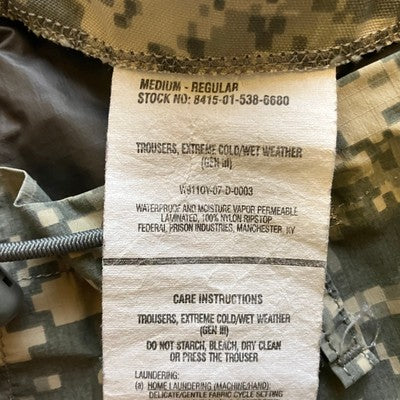 MEDIUM - REGULAR
STOCK NO: 8415-01-538-6680
TROUSERS, EXTREME COLD/WET WEATHER
(GEN III)
W911QY-07-D-0003
WATERPROOF AND MOISTURE VAPOR PERMEABLE
LAMINATED, 100% NYLON RIPSTOP
FEDERAL PRISON INDUSTRIES, MANCHESTER, KY
CARE INSTRUCTIONS
TROUSERS, EXTREME COLD/WET WEATHER
(GEN III)
DO NOT STARCH, BLEACH, DRY CLEAN
OR PRESS THE TROUSER
LAUNDERING:
(a) HOME LAUNDERING (MACHINE/HAND):
DELICATE/GENTLE FABRIC CYCLE SETTING